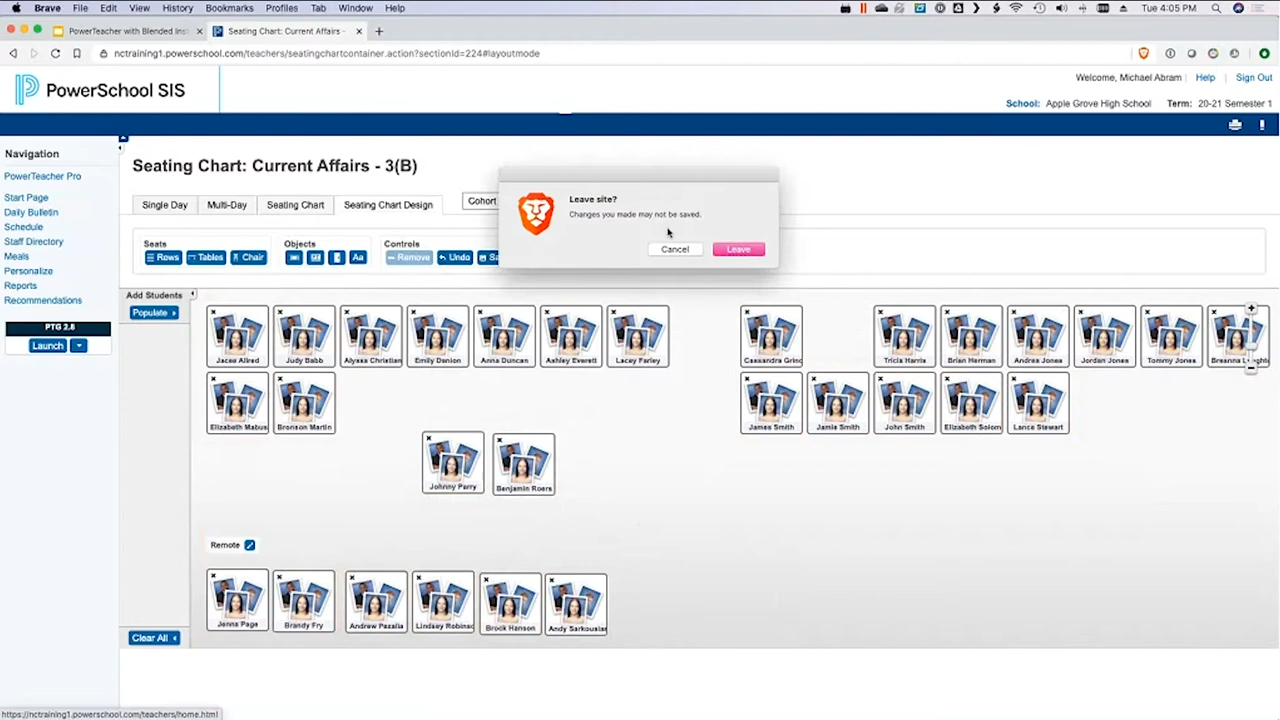 Brave File Edit View History Bookmarks Profiles Tab Window Help Tue 4:05 PM
PowerTeacher with Blended Inst
Seating Chart: Current Affairs -
nctraining1.powerschool.com/teachers/seatingchartcontainer.action?sectionId=224#layoutmode
PowerSchool SIS
Welcome, Michael Abram Help Sign Out
School: Apple Grove High School Term: 20-21 Semester 1
Navigation
PowerTeacher Pro
Start Page
Daily Bulletin
Schedule
Staff Directory
Meals
Personalize
Reports
Recommendations
PTG 2.8
Launch
Seating Chart: Current Affairs - 3(B)
Single Day Multi-Day Seating Chart Seating Chart Design Cohort
Seats Objects Controls
Rows Tables Chair Aa Remove Undo Sa
Leave site?
Changes you made may not be saved.
Cancel Leave
Add Students
Populate
Jacee Allred Judy Babb Alyssa Christian Emily Denion Anna Duncan Ashley Everett Lacey Farley Cassandra Grinc Tricia Harris Brian Herman Andrea Jones Jordan Jones Tommy Jones Breanna
Elizabeth Mabus Bronson Martin James Smith Jamie Smith John Smith Elizabeth Solom Lance Stewart
Johnny Parry Benjamin Roers
Remote
Jenna Page Brandy Fry Andrew Pazalia Lindsey Robinso Brock Hanson Andy Sarkousian
Clear All
https://nctraining1.powerschool.com/teachers/home.html